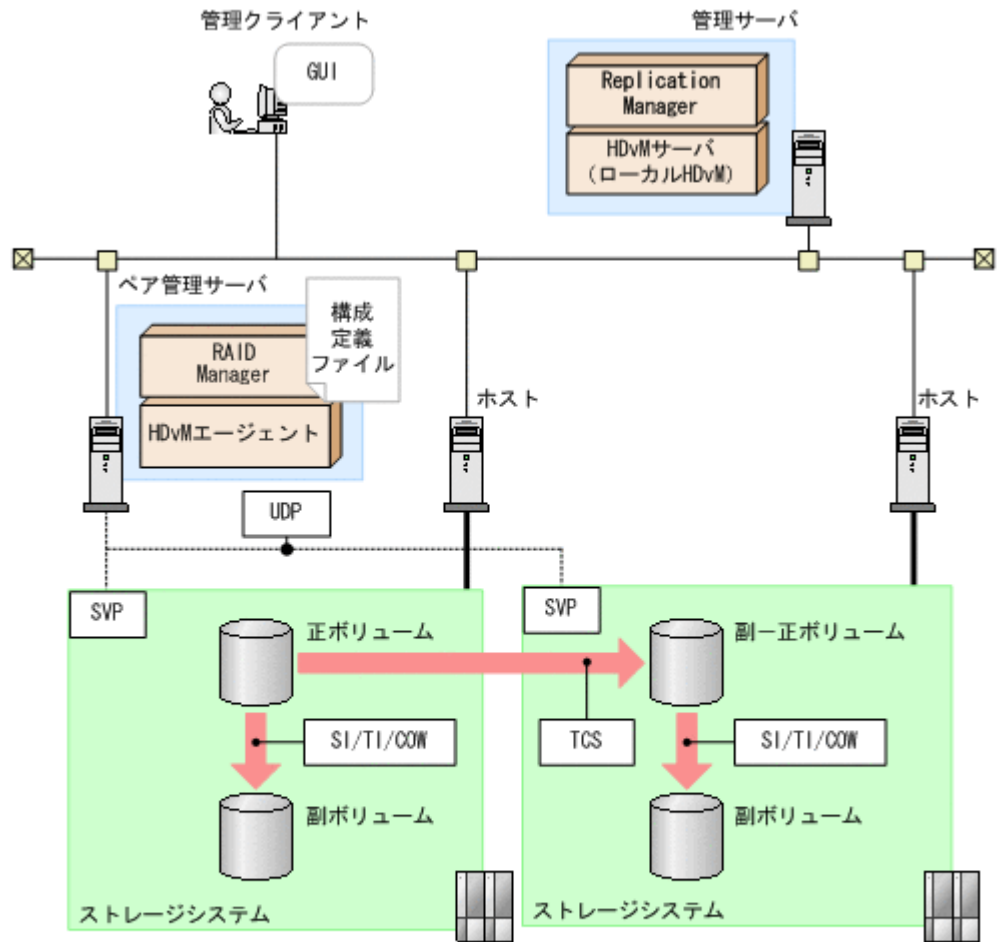 管理クライアント
管理サーバ
GUI
Replication
Manager
HDvMサーバ
(ローカルHDvM)
ペア管理サーバ
構成
定義
ファイル
RAID
Manager
HDvMエージェント
ホスト
ホスト
UDP
SVP
SVP
正ボリューム
副－正ボリューム
SI/TI/COW
TCS
SI/TI/COW
副ボリューム
副ボリューム
ストレージシステム
ストレージシステム